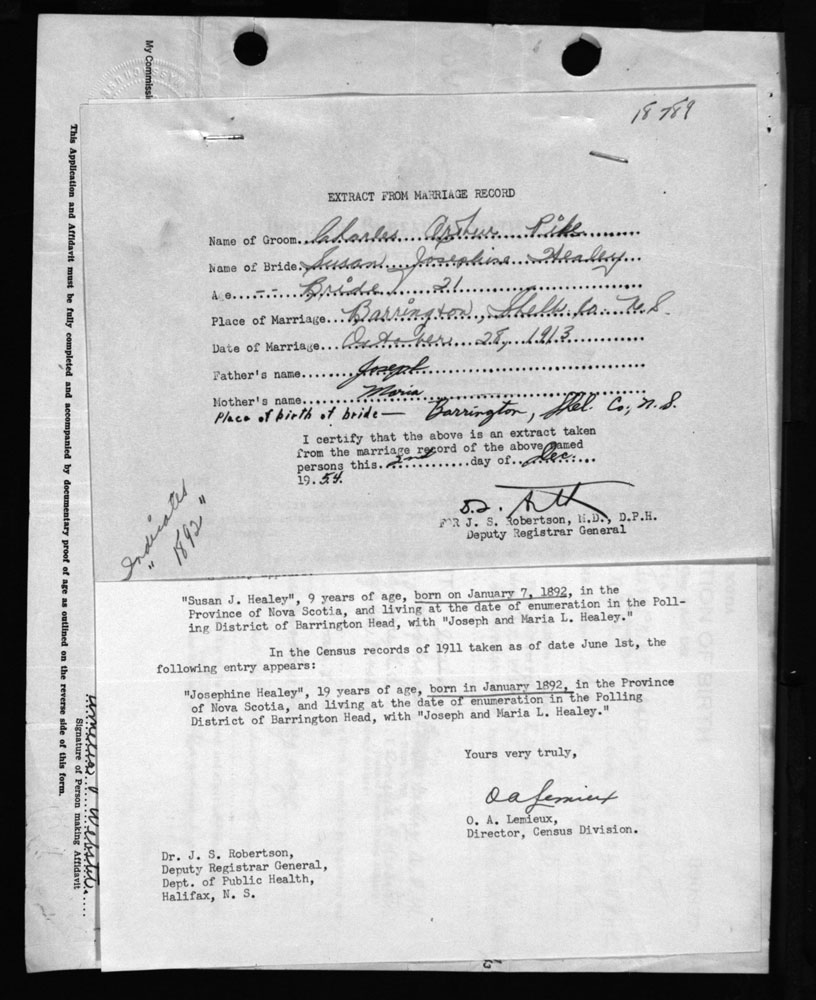 My Commissi
18-789
EXTRACT FROM MARRIAGE RECORD
Name of Groom...Charles Arthur Pike
Name of Bride.Susan Josephine Healey
Age....-- Bride 21
Place of Marriage...Barrington, Shelb. Co. N.S.
Date of Marriage...October 28, 1913
Father's name.......Joseph
Mother's name.......Maria
Place of birth of bride— Barrington, Shel. Co., N.S.
I certify that the above is an extract taken
from the marriage record of the above named
persons this.2nd..........day of..Dec...
19.54.
FOR J. S. Robertson, M.D., D.P.H.
Deputy Registrar General
Indicates
"1892"
"Susan J. Healey", 9 years of age, born on January 7, 1892, in the
Province of Nova Scotia, and living at the date of enumeration in the Poll-
ing District of Barrington Head, with "Joseph and Maria L. Healey."
In the Census records of 1911 taken as of date June 1st, the
following entry appears:
"Josephine Healey", 19 years of age, born in January 1892, in the Province
of Nova Scotia, and living at the date of enumeration in the Polling
District of Barrington Head, with "Joseph and Maria L. Healey."
Yours very truly,
O A Lemieux
O. A. Lemieux,
Director, Census Division.
Dr. J. S. Robertson,
Deputy Registrar General,
Dept. of Public Health,
Halifax, N. S.
This Application and Affidavit must be fully completed and accompanied by documentary proof of age as outlined on the reverse side of this form.
Webster
Signature of Person making Affidavit